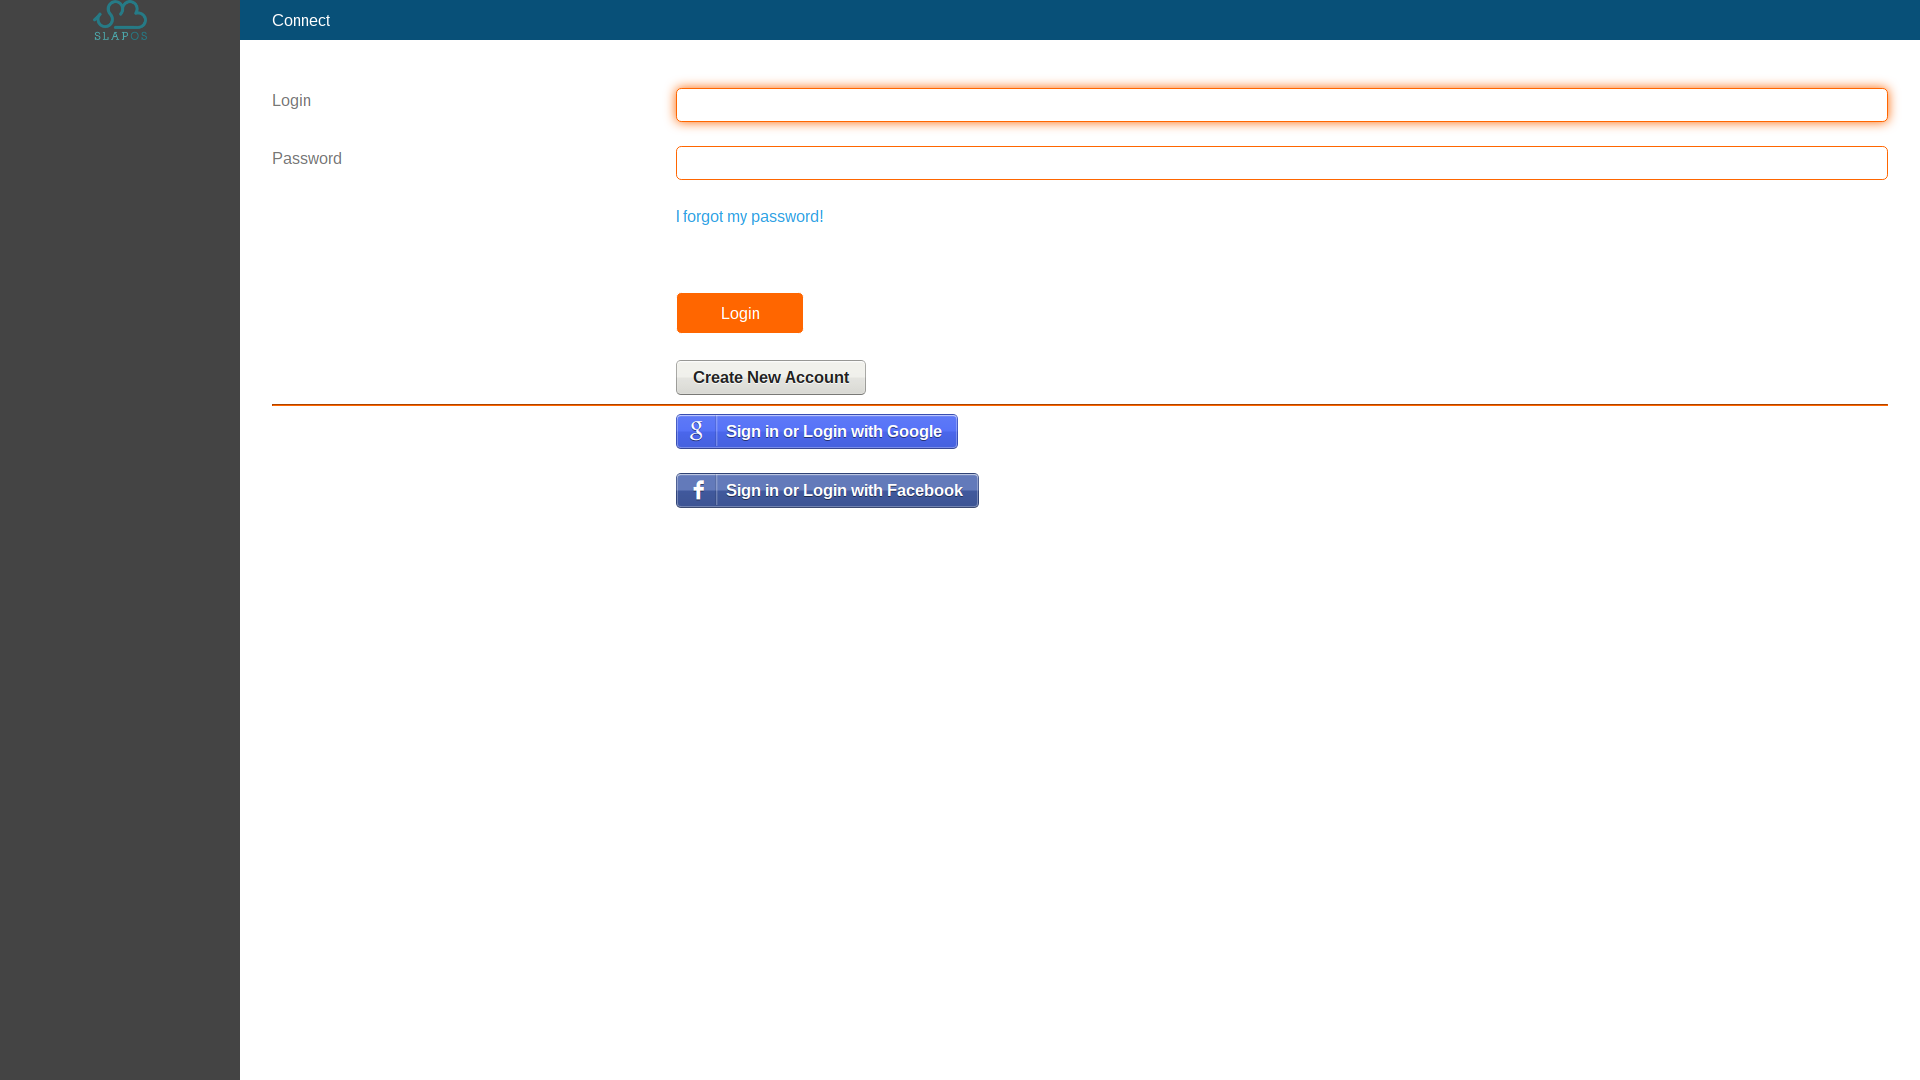 SLAPOS
Connect
Login
Password
I forgot my password!
Login
Create New Account
g Sign in or Login with Google
f Sign in or Login with Facebook